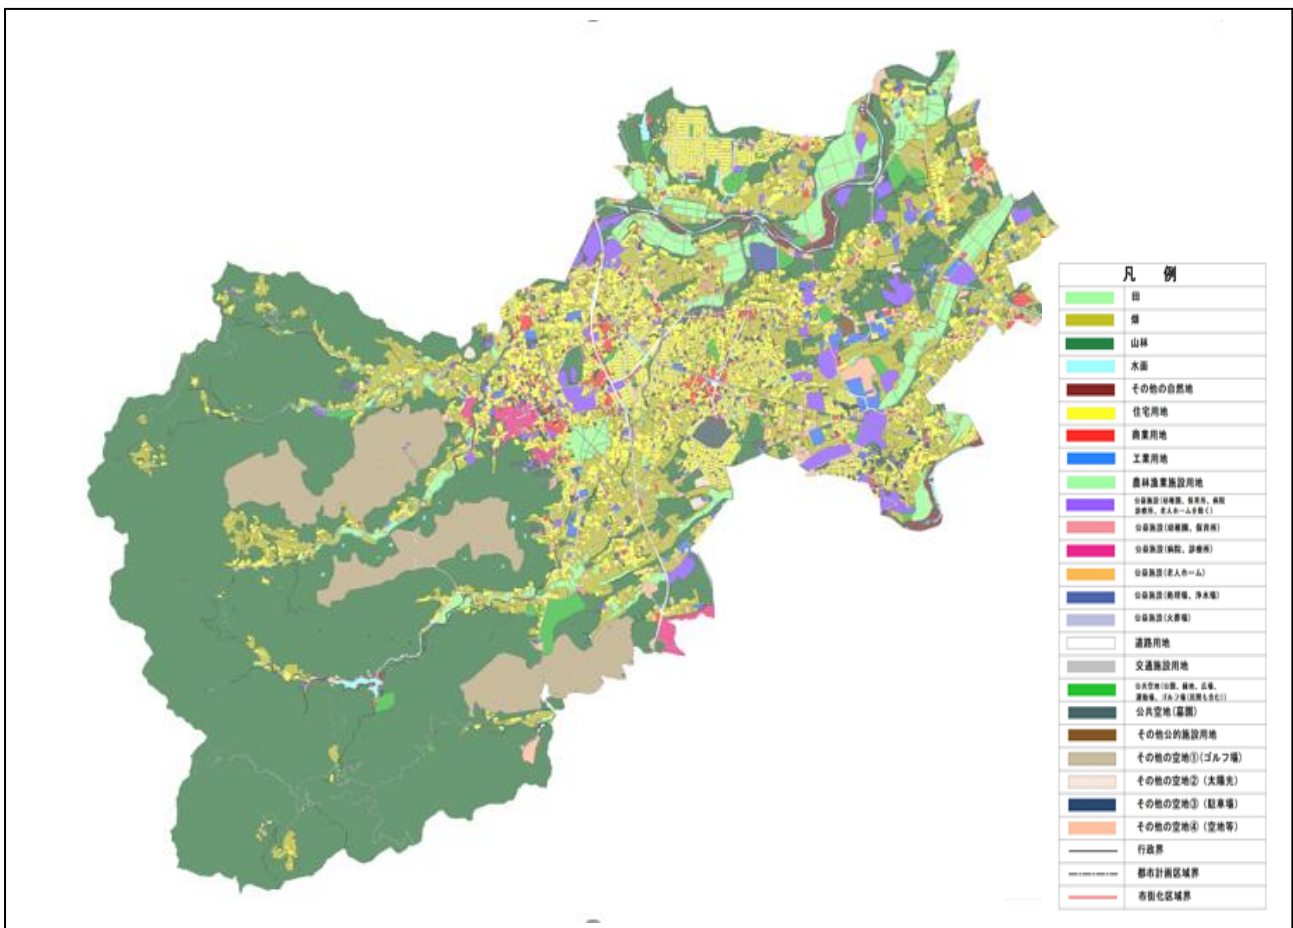 凡 例
田
畑
山林
水面
その他の自然地
住宅用地
商業用地
工業用地
農林漁業施設用地
公益施設(幼稚園、保育所、病院
診療所、老人ホームを除く)
公益施設(幼稚園、保育所)
公益施設(病院、診療所)
公益施設(老人ホーム)
公益施設(処理場、浄水場)
公益施設(火葬場)
道路用地
交通施設用地
公共空地(公園、緑地、広場、
運動場、ゴルフ場(民間も含む))
公共空地(墓園)
その他公的施設用地
その他の空地①(ゴルフ場)
その他の空地②(太陽光)
その他の空地③(駐車場)
その他の空地④(空地等)
行政界
都市計画区域界
市街化区域界